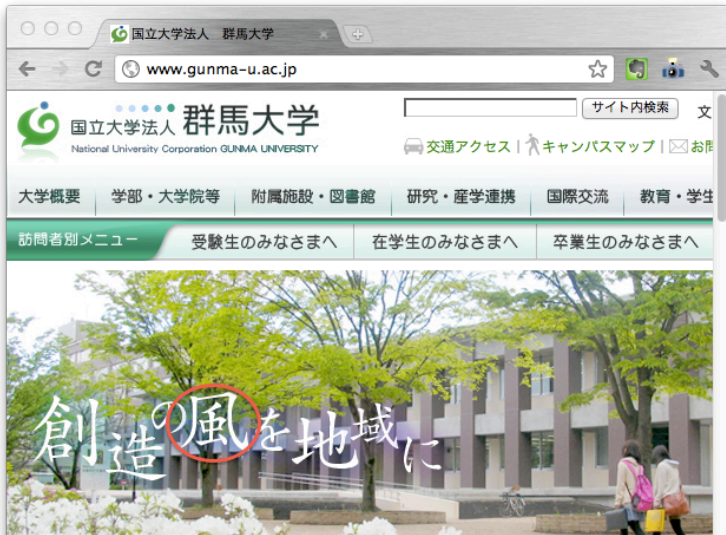 国立大学法人 群馬大学
www.gunma-u.ac.jp
国立大学法人 群馬大学
National University Corporation GUNMA UNIVERSITY
サイト内検索 文
交通アクセス | キャンパスマップ | お問
大学概要 学部・大学院等 附属施設・図書館 研究・産学連携 国際交流 教育・学生
訪問者別メニュー 受験生のみなさまへ 在学生のみなさまへ 卒業生のみなさまへ
創造の風を地域に